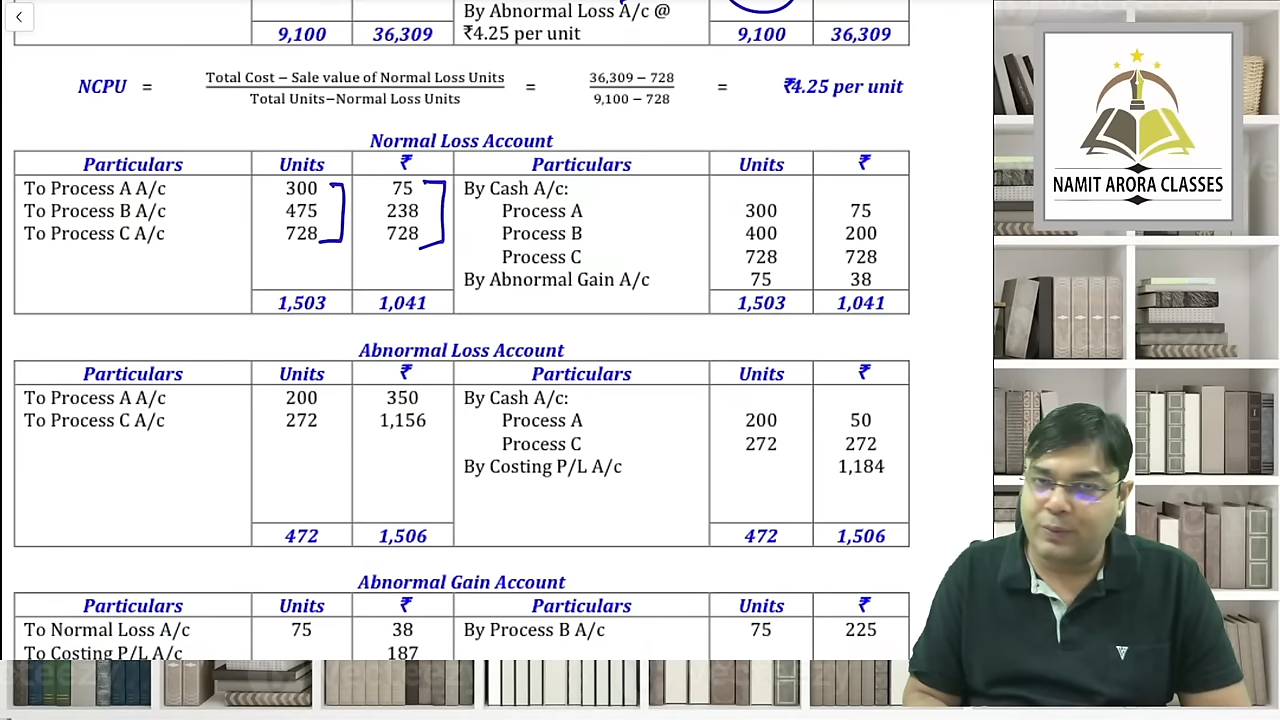 By Abnormal Loss A/c @
9,100 36,309 ₹4.25 per unit 9,100 36,309
NCPU = Total Cost − Sale value of Normal Loss Units / Total Units−Normal Loss Units = 36,309 − 728 / 9,100 − 728 = ₹4.25 per unit
Normal Loss Account
Particulars Units ₹ Particulars Units ₹
To Process A A/c 300 75 By Cash A/c:
To Process B A/c 475 238 Process A 300 75
To Process C A/c 728 728 Process B 400 200
Process C 728 728
By Abnormal Gain A/c 75 38
1,503 1,041 1,503 1,041
Abnormal Loss Account
Particulars Units ₹ Particulars Units ₹
To Process A A/c 200 350 By Cash A/c:
To Process C A/c 272 1,156 Process A 200 50
Process C 272 272
By Costing P/L A/c 1,184
472 1,506 472 1,506
Abnormal Gain Account
Particulars Units ₹ Particulars Units ₹
To Normal Loss A/c 75 38 By Process B A/c 75 225
To Costing P/L A/c 187
NAMIT ARORA CLASSES